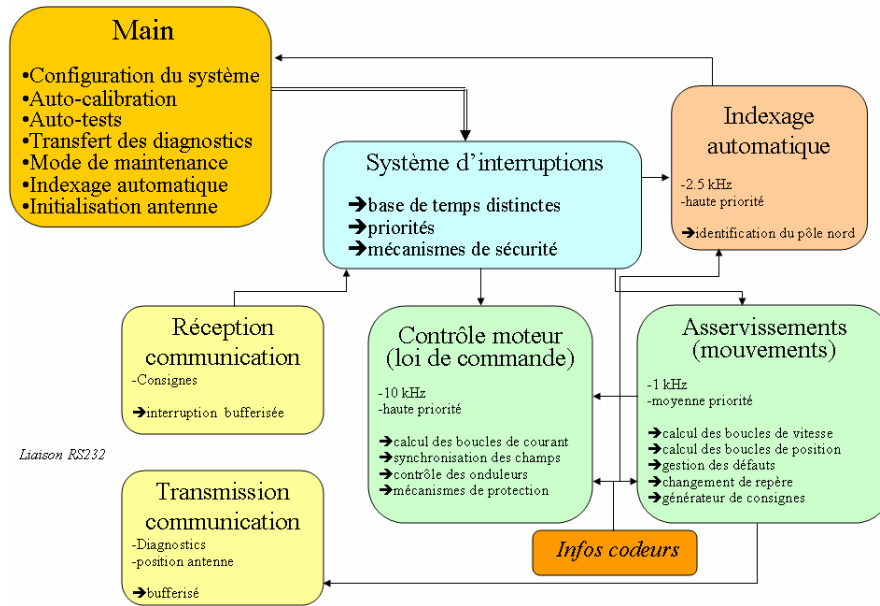 Main
•Configuration du système
•Auto-calibration
•Auto-tests
•Transfert des diagnostics
•Mode de maintenance
•Indexage automatique
•Initialisation antenne
Indexage
automatique
-2.5 kHz
-haute priorité
➔identification du pôle nord
Système d’interruptions
➔base de temps distinctes
➔priorités
➔mécanismes de sécurité
Réception
communication
-Consignes
➔interruption bufferisée
Contrôle moteur
(loi de commande)
-10 kHz
-haute priorité
➔calcul des boucles de courant
➔synchronisation des champs
➔contrôle des onduleurs
➔mécanismes de protection
Asservissements
(mouvements)
-1 kHz
-moyenne priorité
➔calcul des boucles de vitesse
➔calcul des boucles de position
➔gestion des défauts
➔changement de repère
➔générateur de consignes
Liaison RS232
Transmission
communication
-Diagnostics
-position antenne
➔bufferisé
Infos codeurs